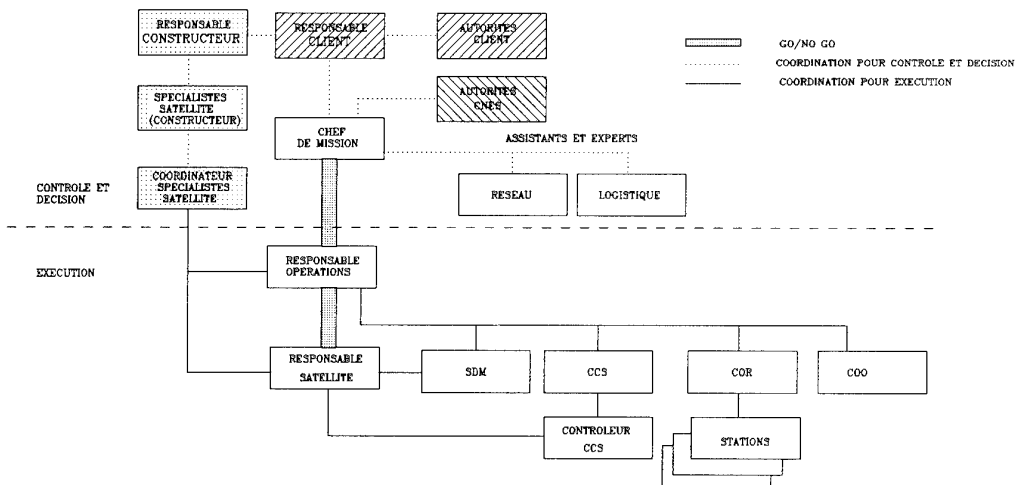 RESPONSABLE
CONSTRUCTEUR
RESPONSABLE
CLIENT
AUTORITES
CLIENT
GO/NO GO
COORDINATION POUR CONTROLE ET DECISION
COORDINATION POUR EXECUTION
SPECIALISTES
SATELLITE
(CONSTRUCTEUR)
AUTORITES
CNES
CHEF
DE MISSION
ASSISTANTS ET EXPERTS
COORDINATEUR
SPECIALISTES
SATELLITE
RESEAU
LOGISTIQUE
CONTROLE ET
DECISION
EXECUTION
RESPONSABLE
OPERATIONS
RESPONSABLE
SATELLITE
SDM
CCS
COR
COO
CONTROLEUR
CCS
STATIONS